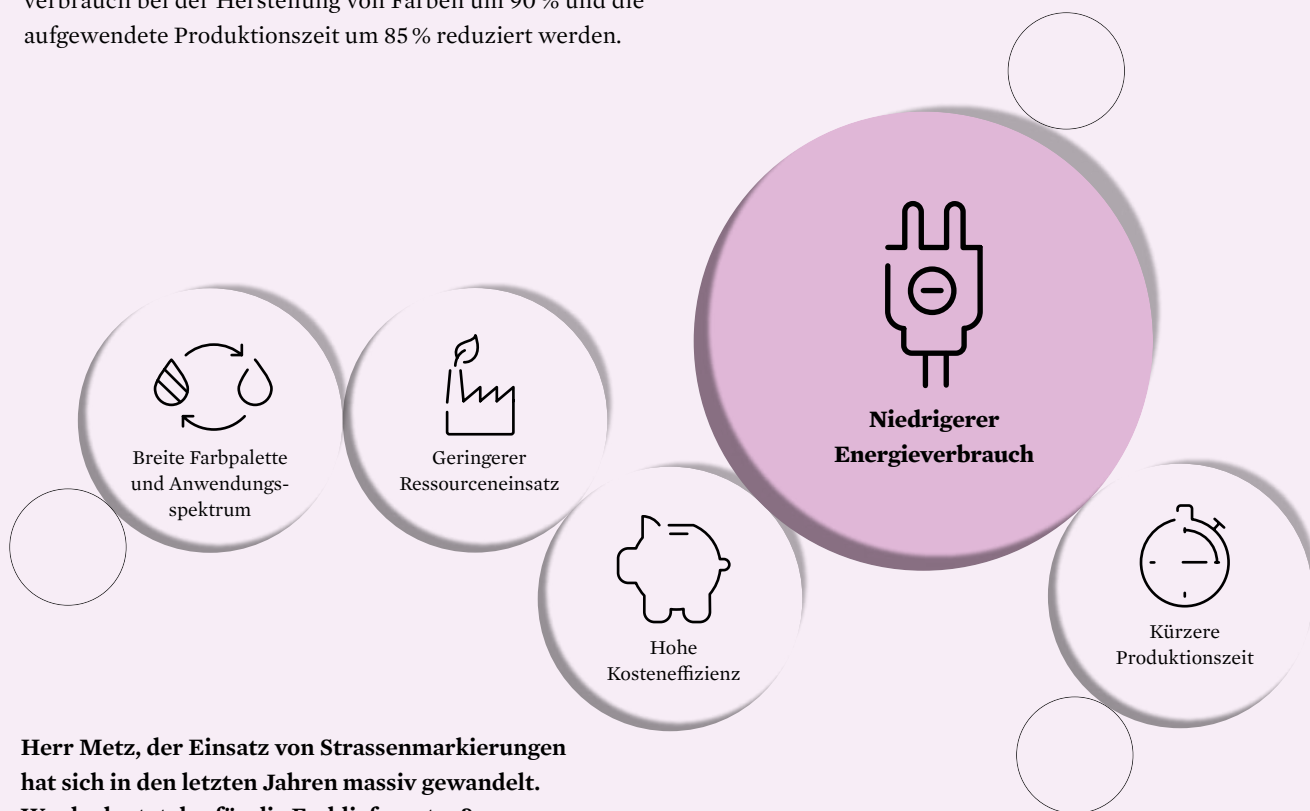 verbrauch bei der Herstellung von Farben um 90 % und die
aufgewendete Produktionszeit um 85 % reduziert werden.
Niedrigerer
Energieverbrauch
Breite Farbpalette
und Anwendungs-
spektrum
Geringerer
Ressourceneinsatz
Hohe
Kosteneffizienz
Kürzere
Produktionszeit
Herr Metz, der Einsatz von Strassenmarkierungen
hat sich in den letzten Jahren massiv gewandelt.